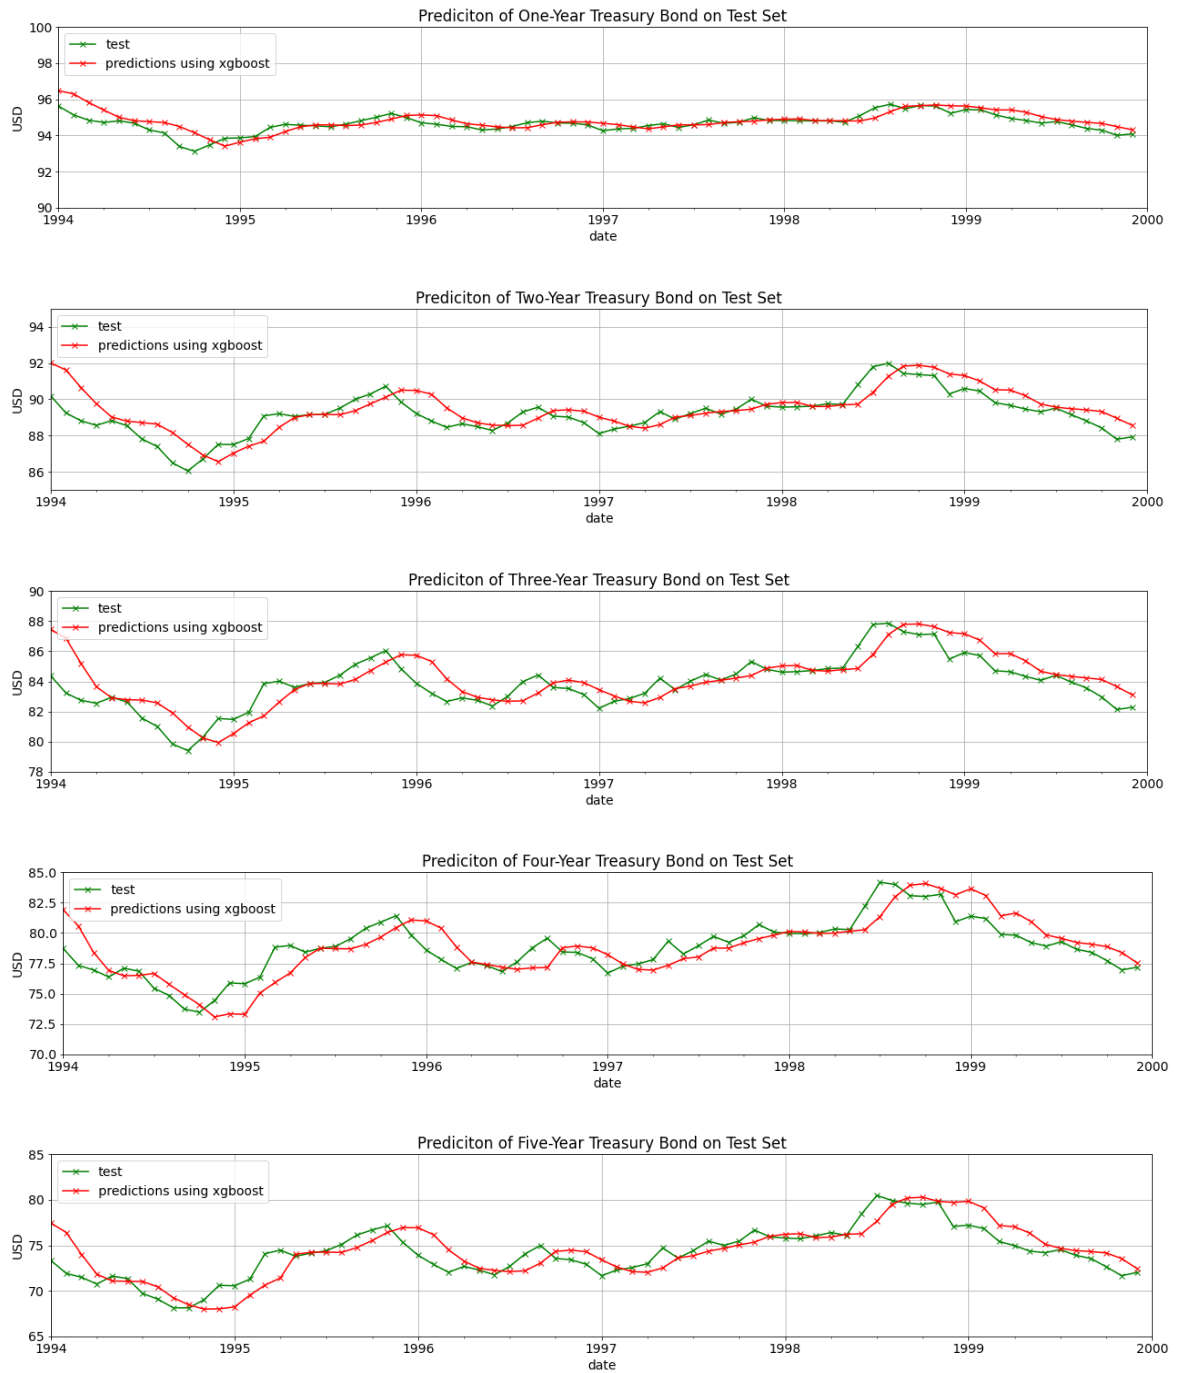 Prediciton of One-Year Treasury Bond on Test Set
100
98
96
94
92
90
USD
test
predictions using xgboost
1994 1995 1996 1997 1998 1999 2000
date
Prediciton of Two-Year Treasury Bond on Test Set
94
92
90
88
86
USD
test
predictions using xgboost
1994 1995 1996 1997 1998 1999 2000
date
Prediciton of Three-Year Treasury Bond on Test Set
90
88
86
84
82
80
78
USD
test
predictions using xgboost
1994 1995 1996 1997 1998 1999 2000
date
Prediciton of Four-Year Treasury Bond on Test Set
85.0
82.5
80.0
77.5
75.0
72.5
70.0
USD
test
predictions using xgboost
1994 1995 1996 1997 1998 1999 2000
date
Prediciton of Five-Year Treasury Bond on Test Set
85
80
75
70
65
USD
test
predictions using xgboost
1994 1995 1996 1997 1998 1999 2000
date